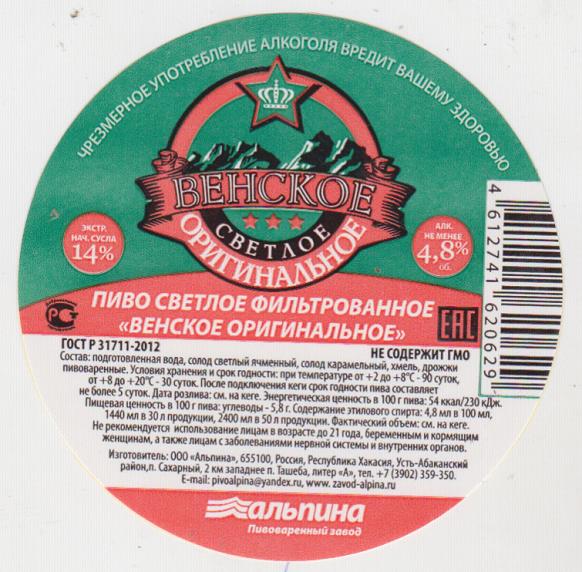 ЧРЕЗМЕРНОЕ УПОТРЕБЛЕНИЕ АЛКОГОЛЯ ВРЕДИТ ВАШЕМУ ЗДОРОВЬЮ
ВЕНСКОЕ
СВЕТЛОЕ
ОРИГИНАЛЬНОЕ
ЭКСТР.
НАЧ. СУСЛА
14%
АЛК.
НЕ МЕНЕЕ
4,8%
об.
4 612741 620629
ПИВО СВЕТЛОЕ ФИЛЬТРОВАННОЕ
«ВЕНСКОЕ ОРИГИНАЛЬНОЕ»
РСТ
ЕАС
ГОСТ Р 31711-2012
НЕ СОДЕРЖИТ ГМО
Состав: подготовленная вода, солод светлый ячменный, солод карамельный, хмель, дрожжи
пивоваренные. Условия хранения и срок годности: при температуре от +2 до +8°С - 90 суток,
от +8 до +20°С - 30 суток. После подключения кеги срок годности пива составляет
не более 5 суток. Дата розлива: см. на кеге. Энергетическая ценность в 100 г пива: 54 ккал/230 кДж.
Пищевая ценность в 100 г пива: углеводы - 5,8 г. Содержание этилового спирта: 4,8 мл в 100 мл,
1440 мл в 30 л продукции, 2400 мл в 50 л продукции. Фактический объем: см. на кеге.
Не рекомендуется использование лицам в возрасте до 21 года, беременным и кормящим
женщинам, а также лицам с заболеваниями нервной системы и внутренних органов.
Изготовитель: ООО «Альпина», 655100, Россия, Республика Хакасия, Усть-Абаканский
район,п. Сахарный, 2 км западнее п. Ташеба, литер «А», тел. +7 (3902) 359-350.
E-mail: pivoalpina@yandex.ru, www. zavod-alpina.ru
альпина
Пивоваренный завод